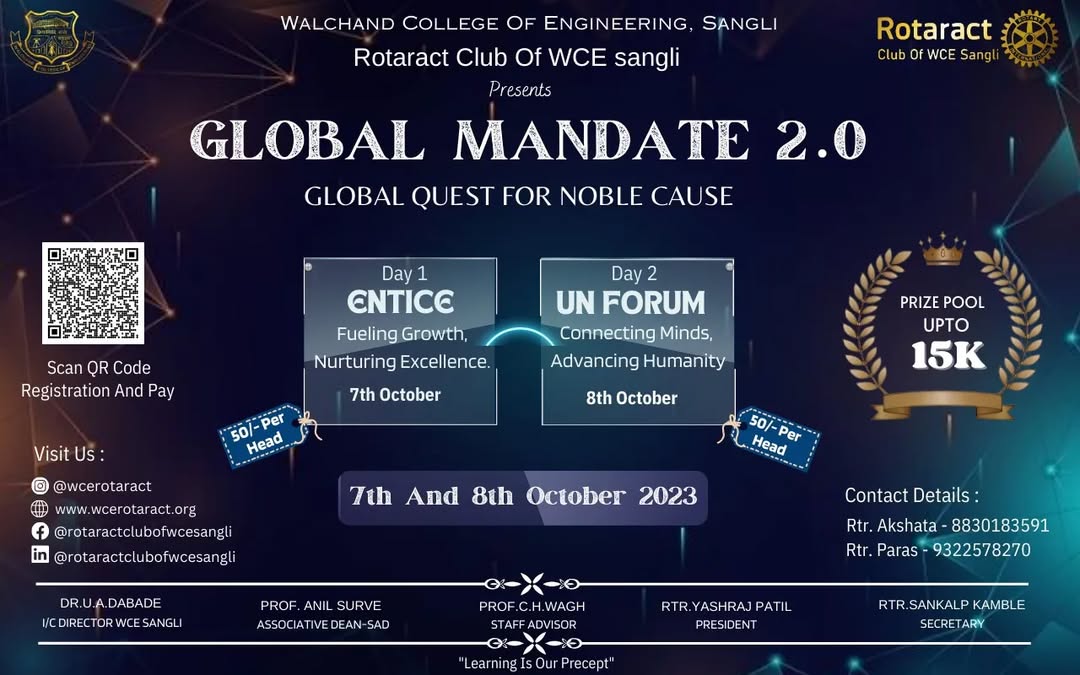 WALCHAND COLLEGE OF ENGINEERING, SANGLI
Rotaract Club Of WCE sangli
Presents
GLOBAL MANDATE 2.0
GLOBAL QUEST FOR NOBLE CAUSE
Rotaract
Club Of WCE Sangli
Scan QR Code
Registration And Pay
Day 1
ENTICE
Fueling Growth,
Nurturing Excellence.
7th October
50/-Per
Head
Day 2
UN FORUM
Connecting Minds,
Advancing Humanity
8th October
50/-Per
Head
PRIZE POOL
UPTO
15K
7th And 8th October 2023
Visit Us :
@wcerotaract
www.wcerotaract.org
@rotaractclubofwcesangli
@rotaractclubofwcesangli
Contact Details :
Rtr. Akshata - 8830183591
Rtr. Paras - 9322578270
DR.U.A.DABADE
I/C DIRECTOR WCE SANGLI
PROF. ANIL SURVE
ASSOCIATIVE DEAN-SAD
PROF.C.H.WAGH
STAFF ADVISOR
RTR.YASHRAJ PATIL
PRESIDENT
RTR.SANKALP KAMBLE
SECRETARY
"Learning Is Our Precept"